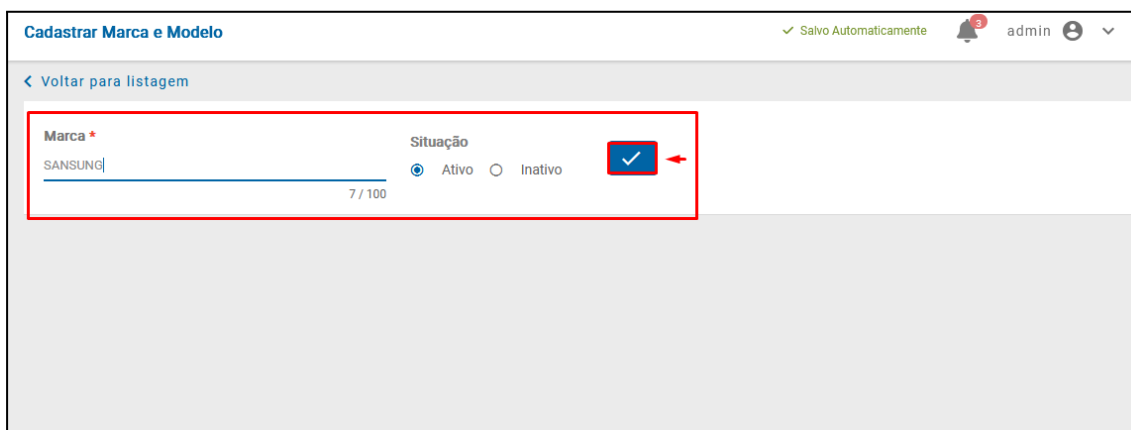 Cadastrar Marca e Modelo
Salvo Automaticamente
3
admin
Voltar para listagem
Marca *
SANSUNG
7 / 100
Situação
Ativo
Inativo